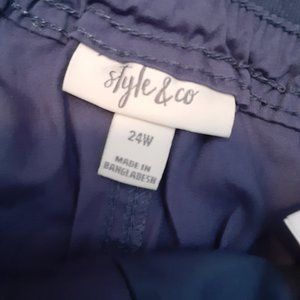 style & co
24W
MADE IN
BANGLADESH